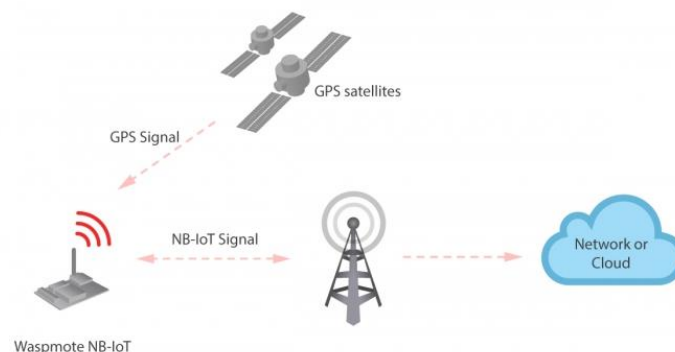 GPS satellites
GPS Signal
NB-IoT Signal
Network or
Cloud
Waspmote NB-IoT